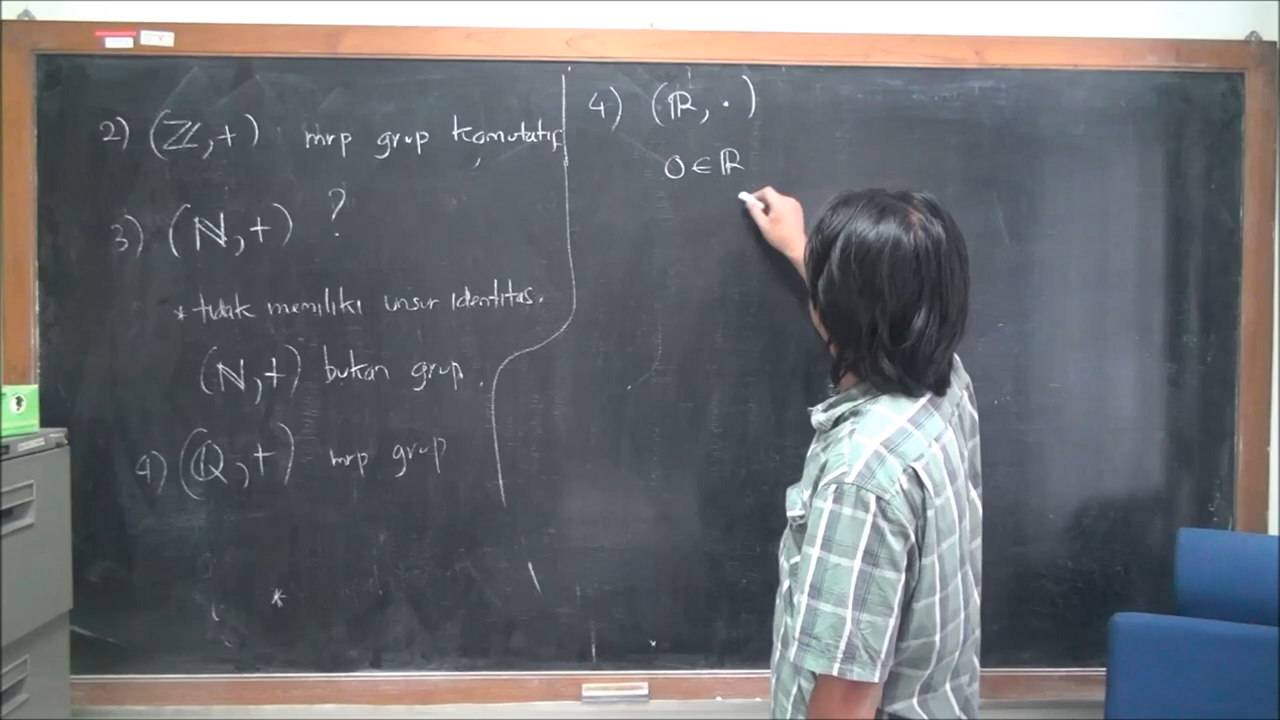 2) (ℤ,+) mrp grup komutatif
3) (ℕ,+) ?
* tidak memiliki unsur identitas.
(ℕ,+) bukan grup.
4) (ℚ,+) mrp grup
4) (ℝ, ·)
0 ∈ ℝ